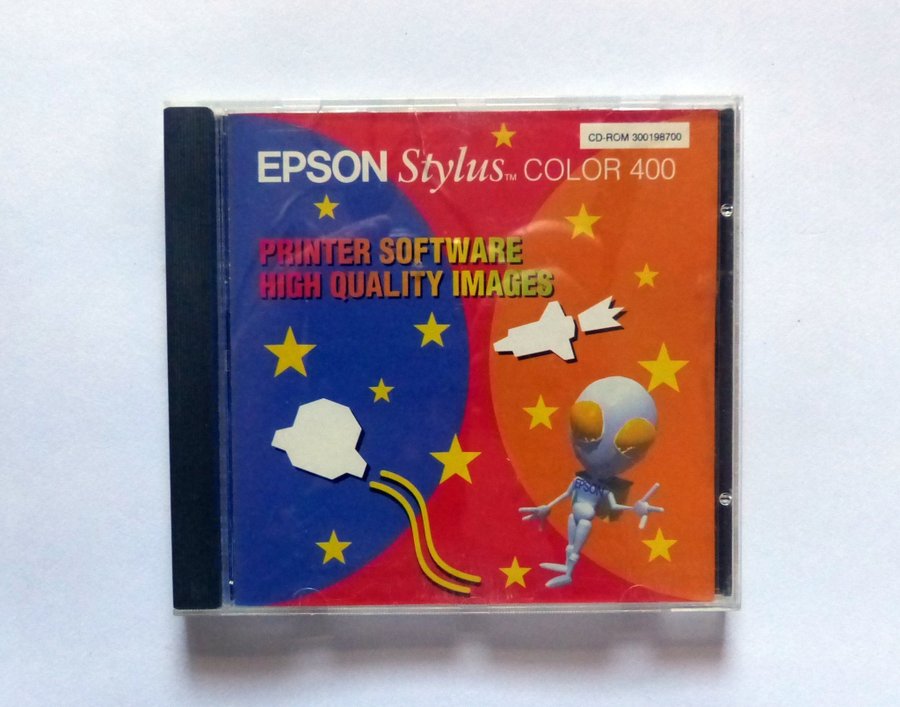 CD-ROM 300198700
EPSON Stylus™ COLOR 400
PRINTER SOFTWARE
HIGH QUALITY IMAGES
EPSON